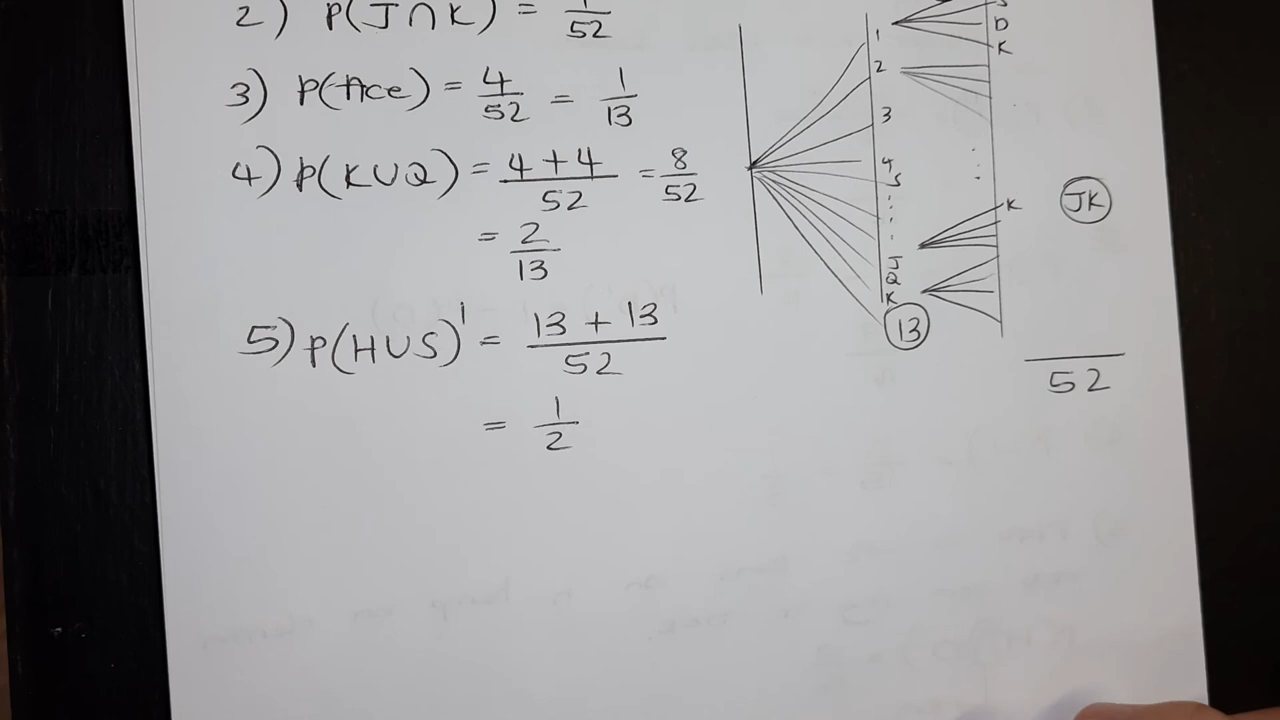 2) P(J∩K) = 1/52
3) P(Ace) = 4/52 = 1/13
4) P(K∪Q) = 4+4/52 = 8/52
= 2/13
5) P(H∪S)' = 13 + 13/52
= 1/2
S
D
K
1
2
3
4
5
J
Q
K
13
K
JK
52